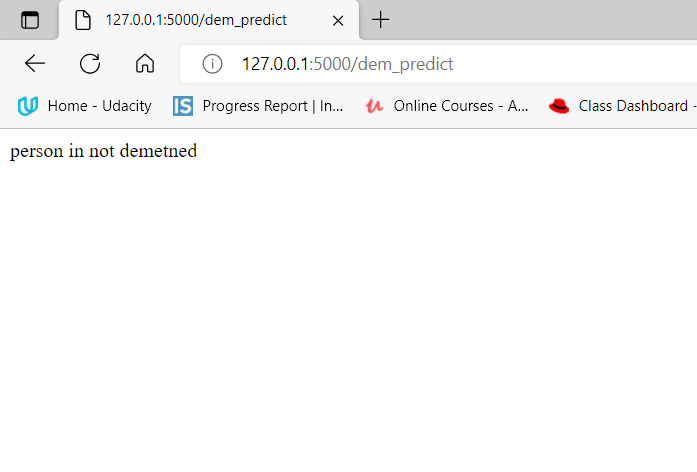 127.0.0.1:5000/dem_predict
127.0.0.1:5000/dem_predict
Home - Udacity Progress Report | In... Online Courses - A... Class Dashboard -
person in not demetned